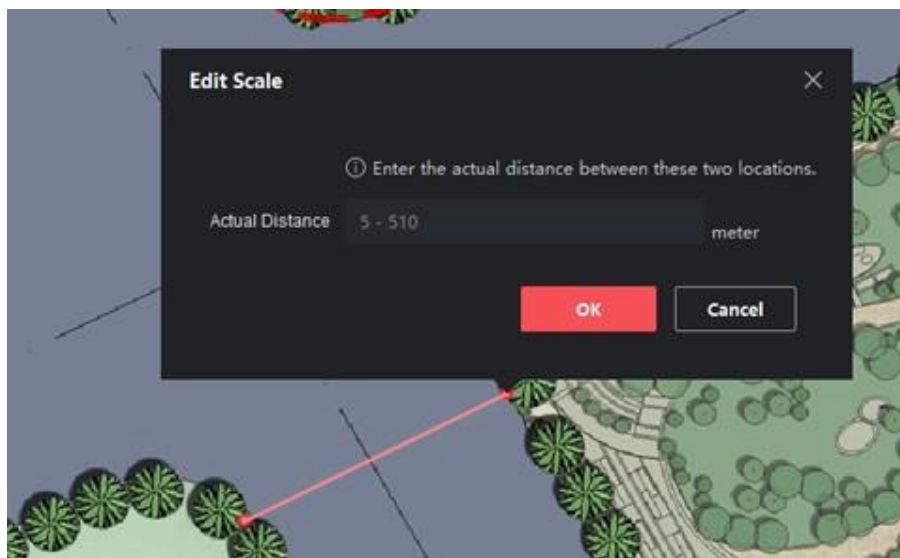 Edit Scale
Enter the actual distance between these two locations.
Actual Distance 5 - 510 meter
OK Cancel